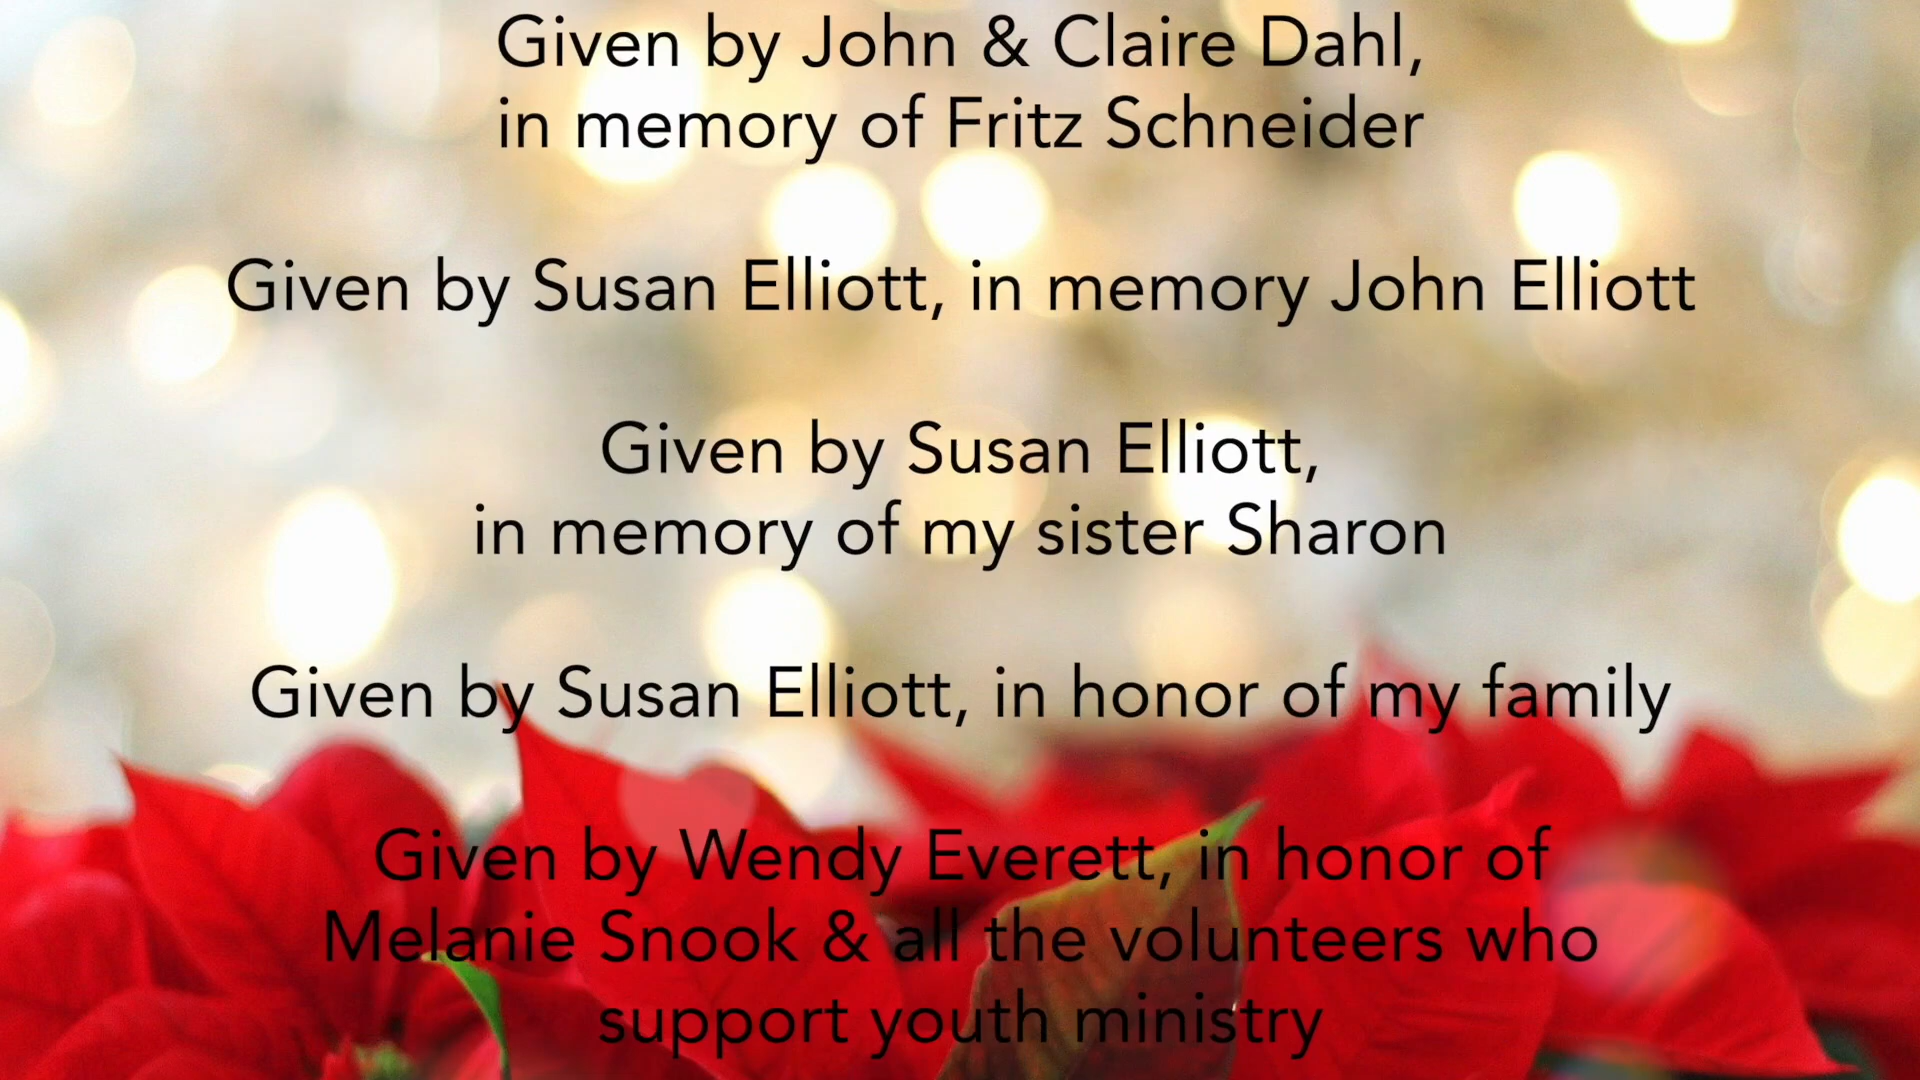 Given by John & Claire Dahl,
in memory of Fritz Schneider
Given by Susan Elliott, in memory John Elliott
Given by Susan Elliott,
in memory of my sister Sharon
Given by Susan Elliott, in honor of my family
Given by Wendy Everett, in honor of
Melanie Snook & all the volunteers who
support youth ministry